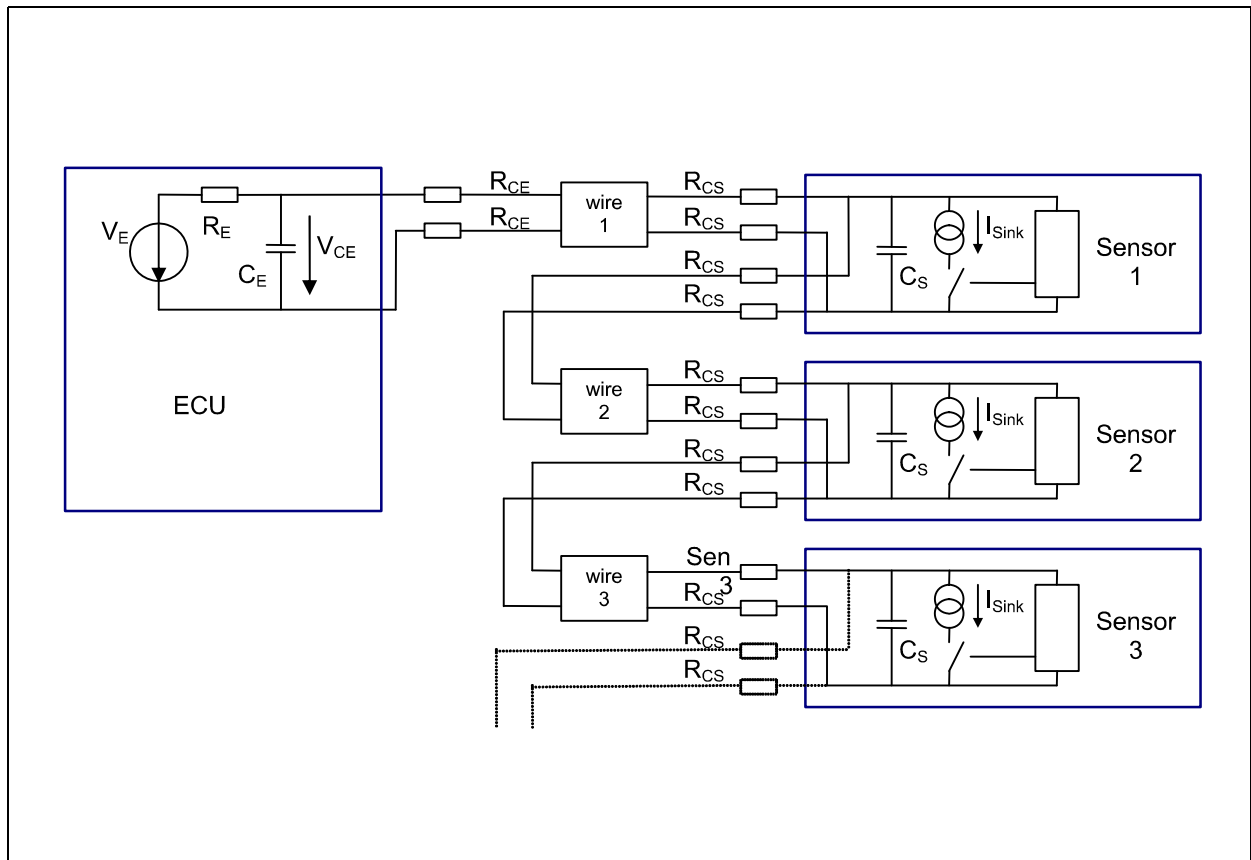 V_E
R_E
C_E
V_CE
ECU
R_CE
R_CE
wire
1
R_CS
R_CS
R_CS
R_CS
C_S
I_Sink
Sensor
1
wire
2
R_CS
R_CS
R_CS
R_CS
C_S
I_Sink
Sensor
2
wire
3
Sen
3
R_CS
R_CS
R_CS
C_S
I_Sink
Sensor
3